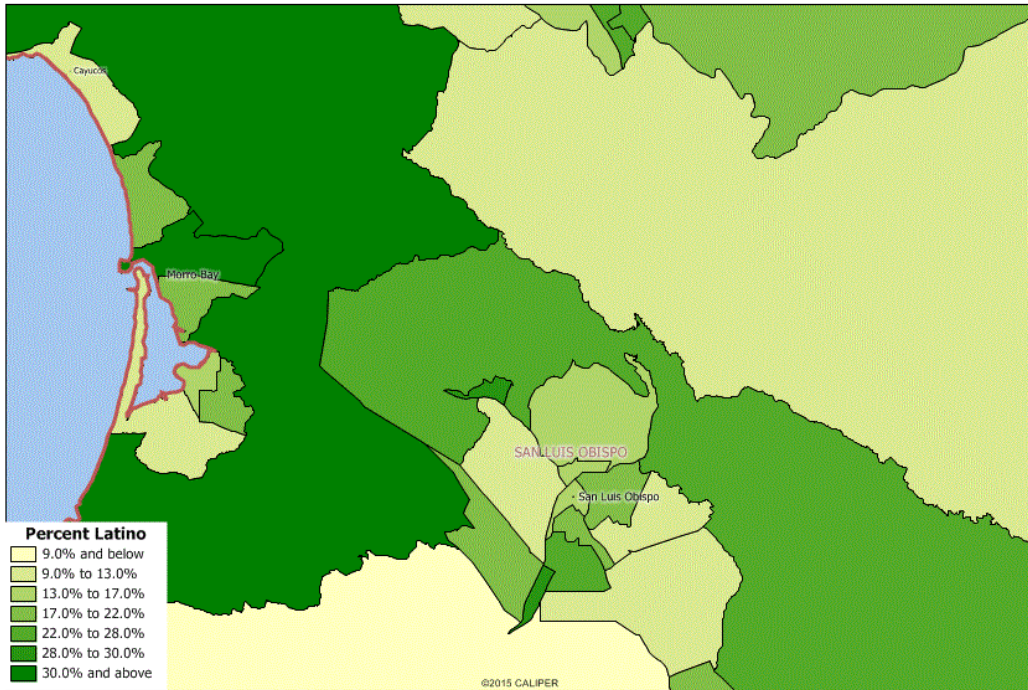 Cayucos
Morro Bay
SAN LUIS OBISPO
San Luis Obispo
Percent Latino
9.0% and below
9.0% to 13.0%
13.0% to 17.0%
17.0% to 22.0%
22.0% to 28.0%
28.0% to 30.0%
30.0% and above
©2015 CALIPER